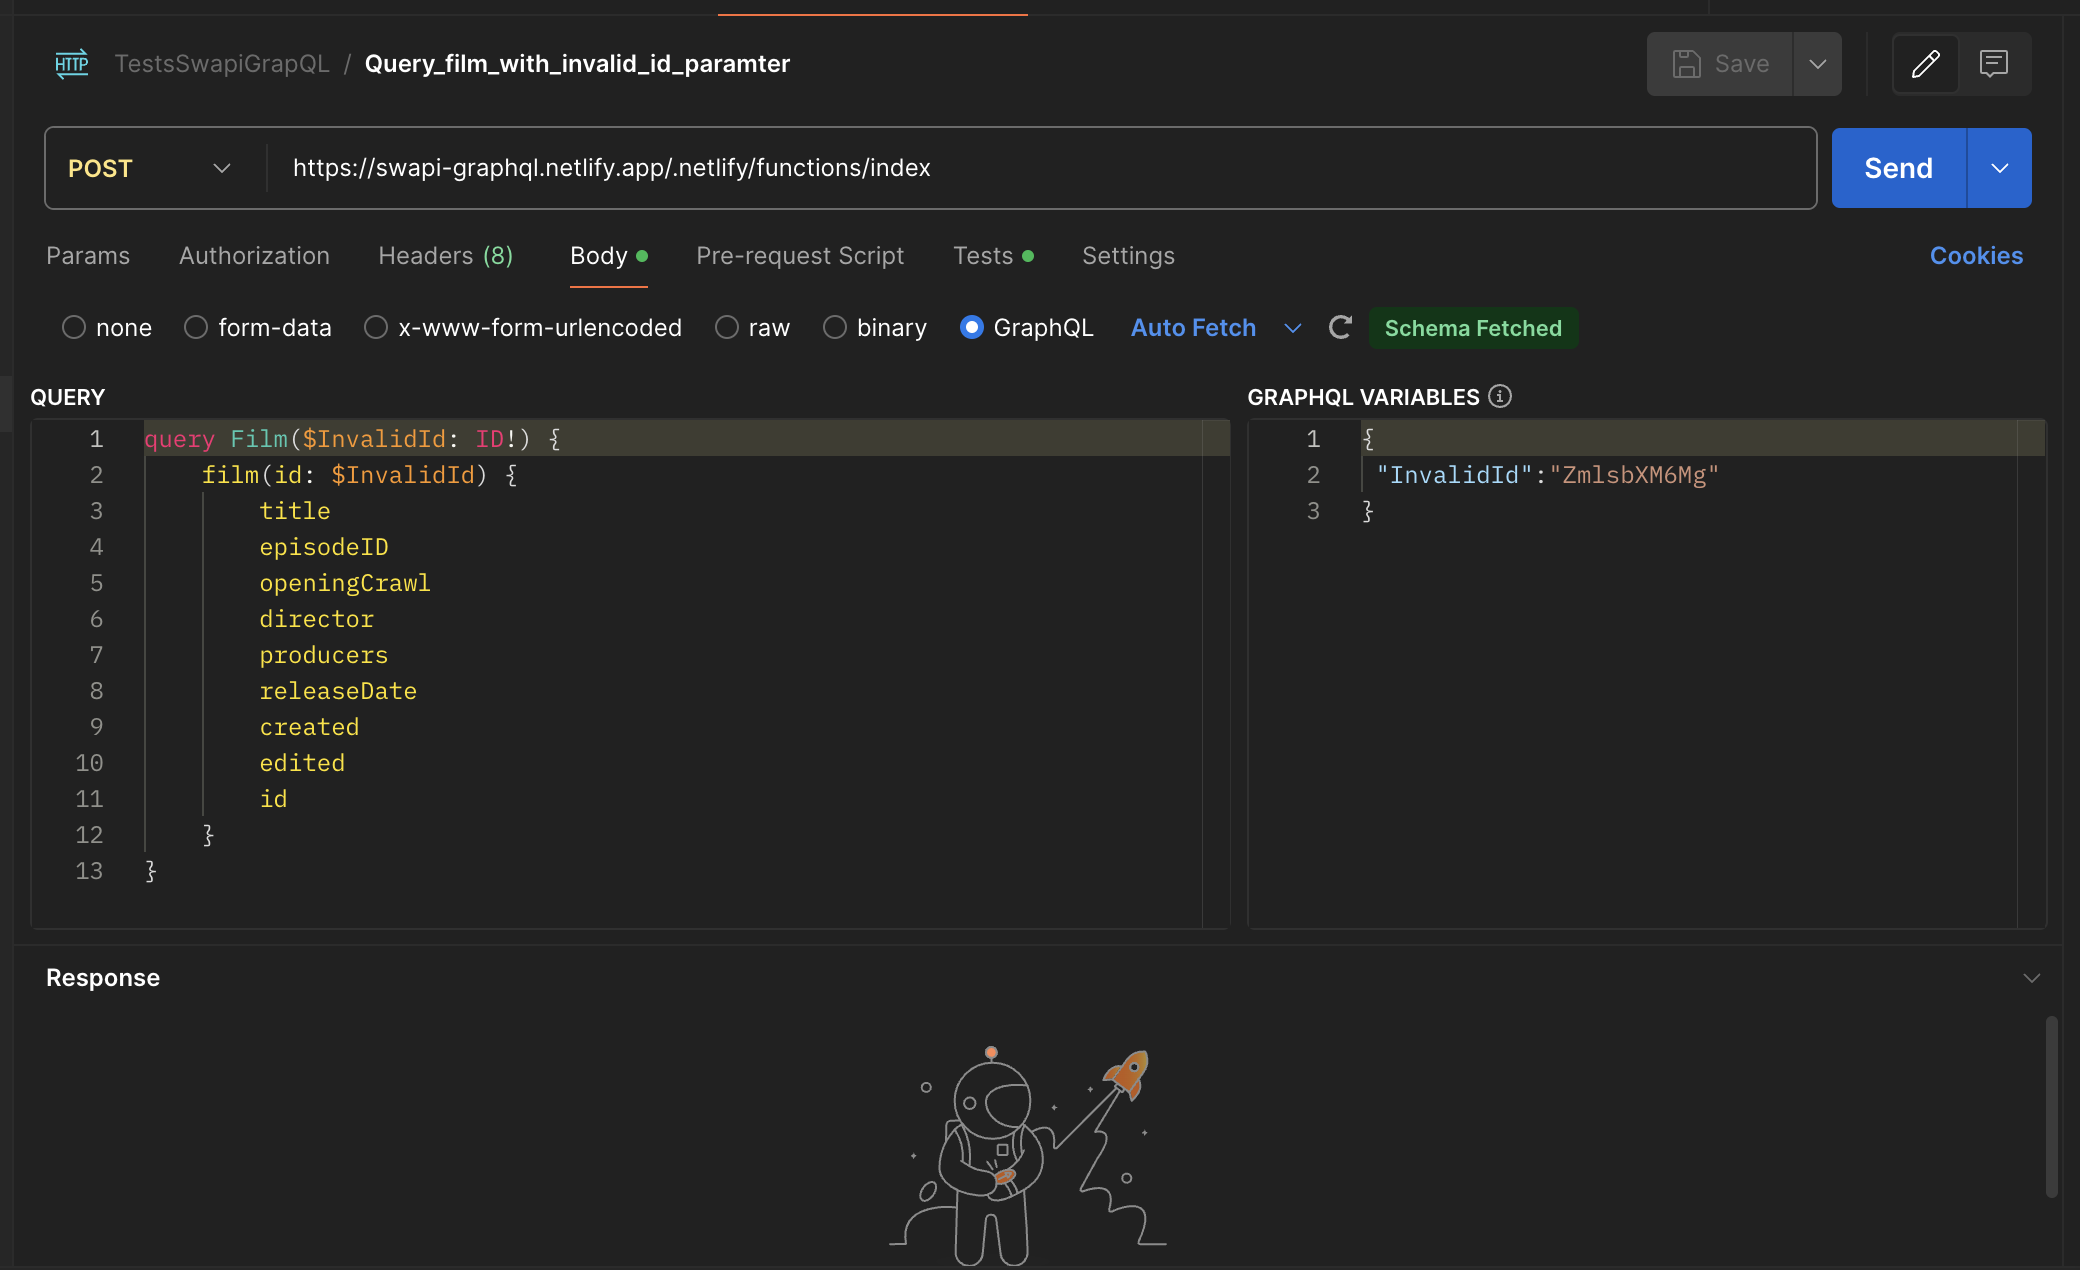 HTTP TestsSwapiGrapQL / Query_film_with_invalid_id_paramter Save
POST https://swapi-graphql.netlify.app/.netlify/functions/index Send
Params Authorization Headers (8) Body Pre-request Script Tests Settings Cookies
none form-data x-www-form-urlencoded raw binary GraphQL Auto Fetch Schema Fetched
QUERY
1 query Film($InvalidId: ID!) {
2 film(id: $InvalidId) {
3 title
4 episodeID
5 openingCrawl
6 director
7 producers
8 releaseDate
9 created
10 edited
11 id
12 }
13 }
GRAPHQL VARIABLES
1 {
2 "InvalidId":"ZmlsbXM6Mg"
3 }
Response